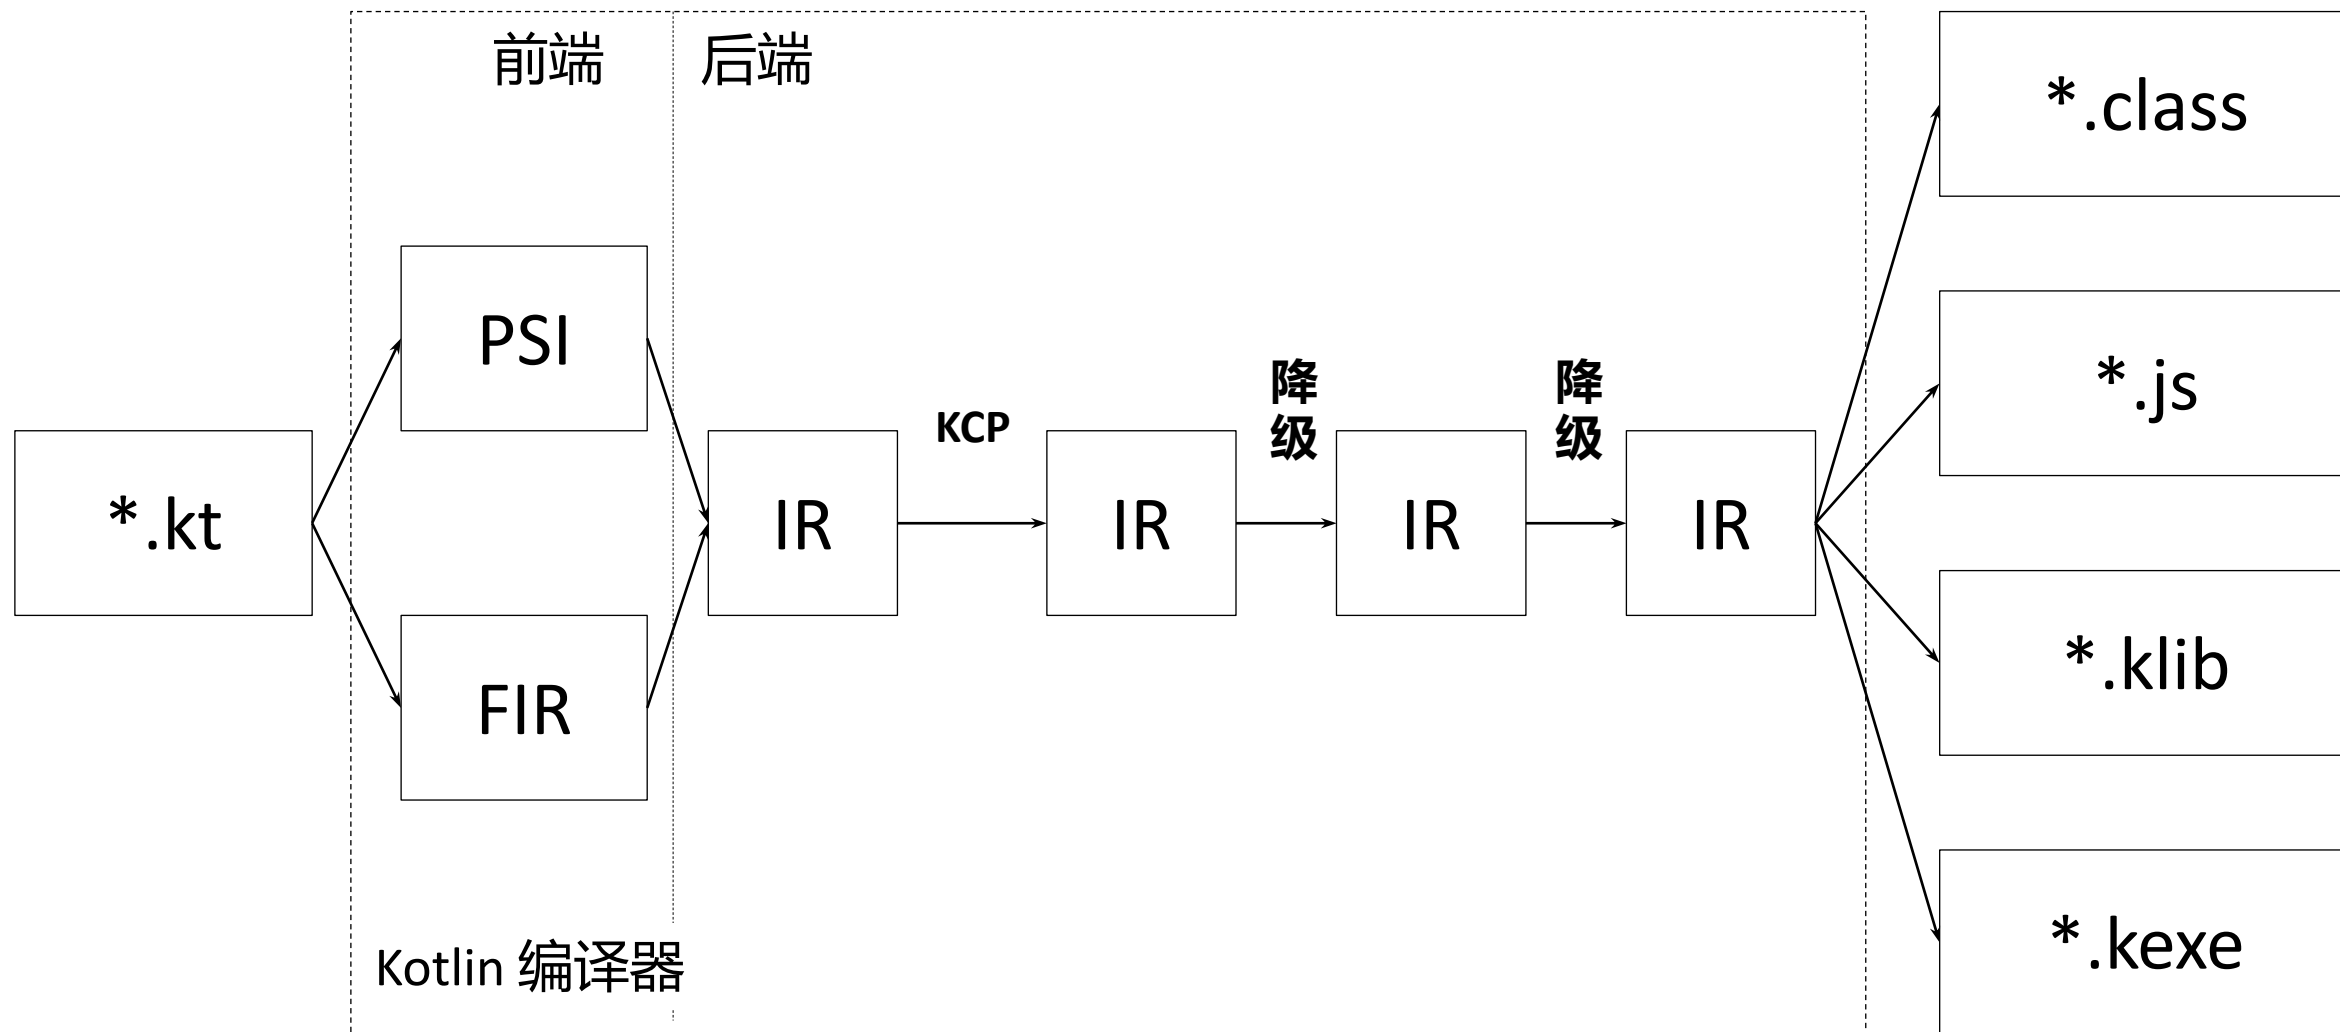 前端
后端
*.class
PSI
*.js
降级
降级
KCP
*.kt
IR
IR
IR
IR
*.klib
FIR
Kotlin 编译器
*.kexe